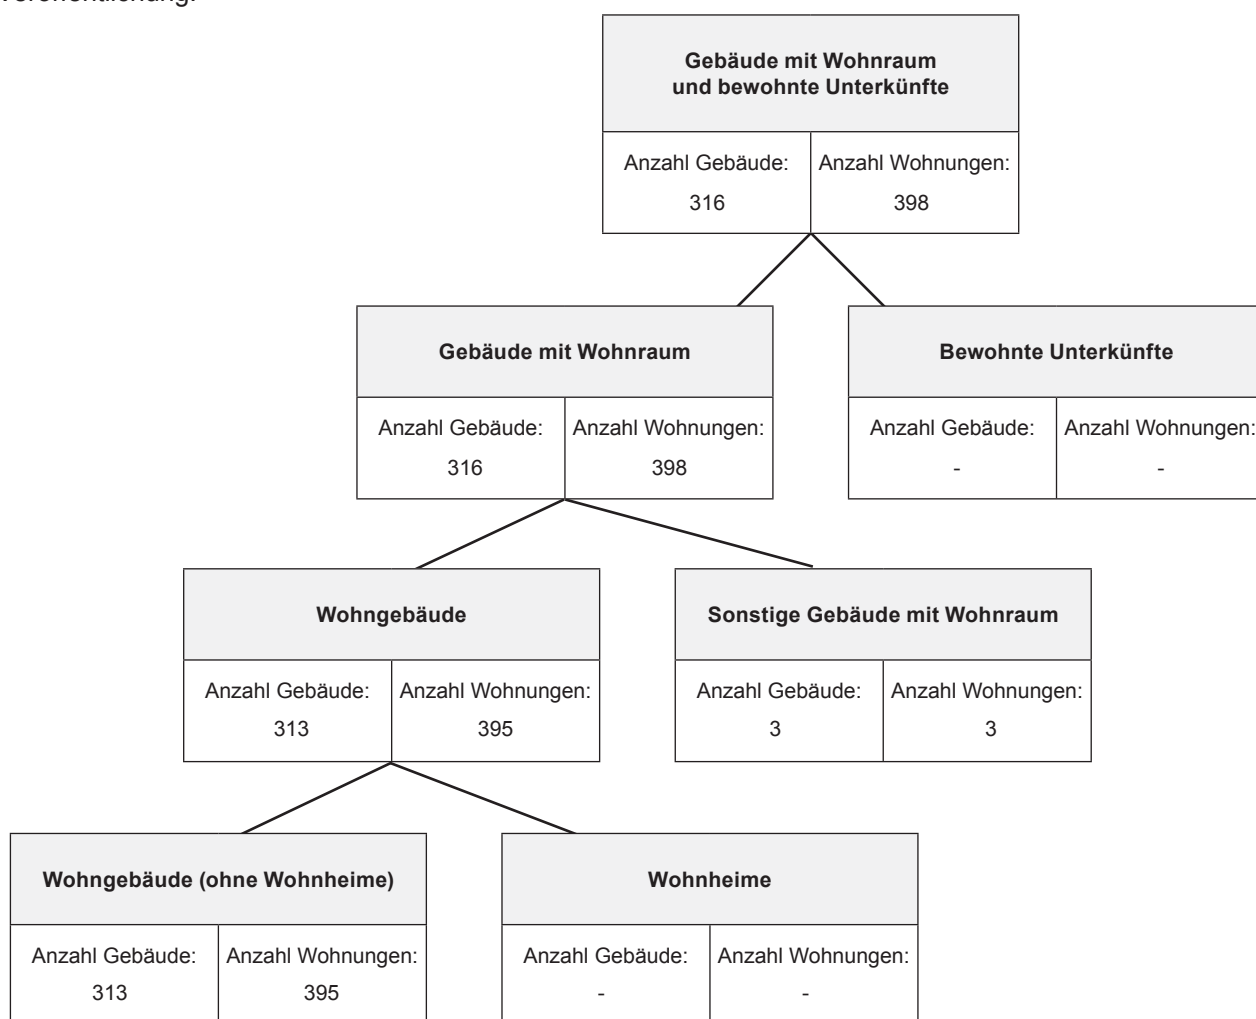 Gebäude mit Wohnraum
und bewohnte Unterkünfte
Anzahl Gebäude: Anzahl Wohnungen:
316 398
Gebäude mit Wohnraum
Bewohnte Unterkünfte
Anzahl Gebäude: Anzahl Wohnungen:
316 398
Anzahl Gebäude: Anzahl Wohnungen:
- -
Wohngebäude
Sonstige Gebäude mit Wohnraum
Anzahl Gebäude: Anzahl Wohnungen:
313 395
Anzahl Gebäude: Anzahl Wohnungen:
3 3
Wohngebäude (ohne Wohnheime)
Wohnheime
Anzahl Gebäude: Anzahl Wohnungen:
313 395
Anzahl Gebäude: Anzahl Wohnungen:
- -